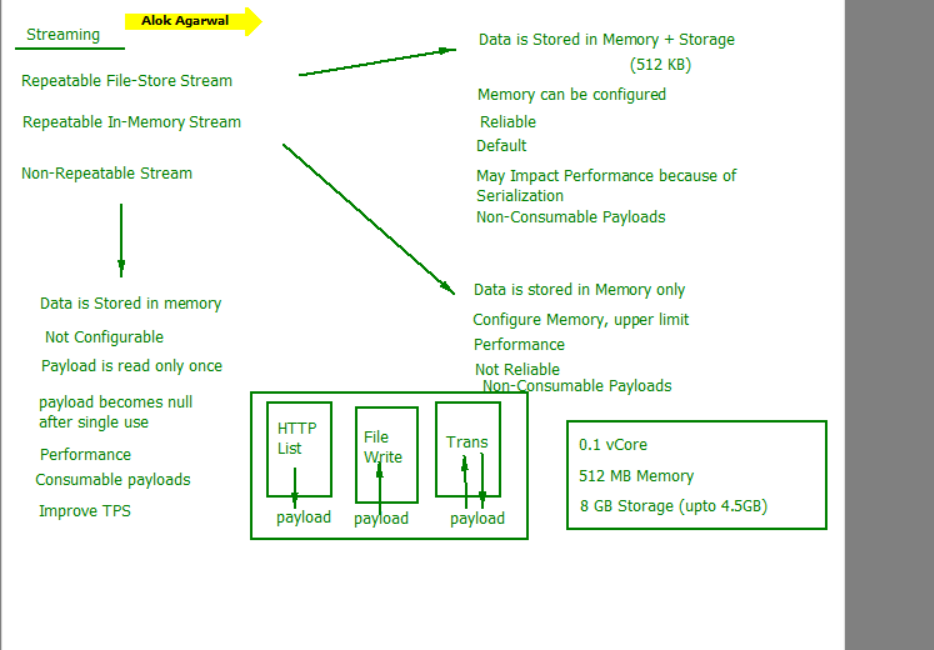 Alok Agarwal
Streaming
Repeatable File-Store Stream
Repeatable In-Memory Stream
Non-Repeatable Stream
Data is Stored in Memory + Storage
(512 KB)
Memory can be configured
Reliable
Default
May Impact Performance because of
Serialization
Non-Consumable Payloads
Data is Stored in memory
Not Configurable
Payload is read only once
payload becomes null
after single use
Performance
Consumable payloads
Improve TPS
Data is stored in Memory only
Configure Memory, upper limit
Performance
Not Reliable
Non-Consumable Payloads
HTTP
List
payload
File
Write
payload
Trans
payload
0.1 vCore
512 MB Memory
8 GB Storage (upto 4.5GB)